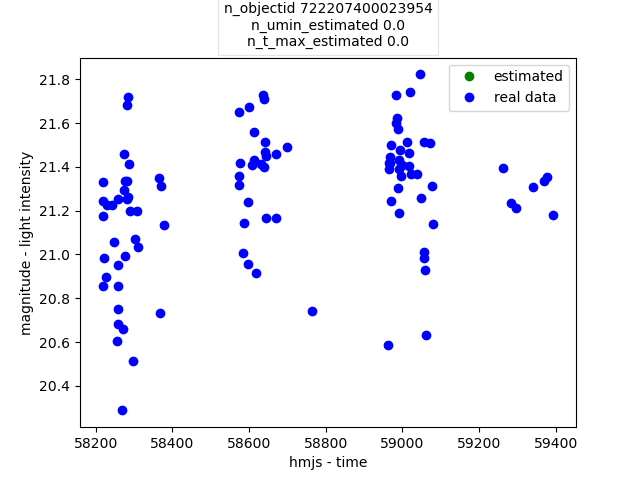 n_objectid 722207400023954
n_umin_estimated 0.0
n_t_max_estimated 0.0
estimated
real data
21.8
21.6
21.4
21.2
21.0
20.8
20.6
20.4
magnitude - light intensity
58200 58400 58600 58800 59000 59200 59400
hmjs - time